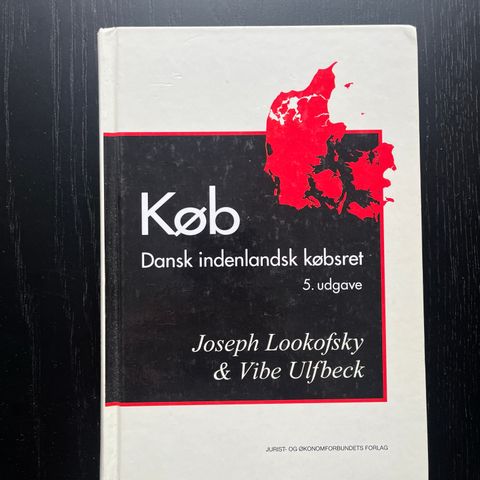 Køb
Dansk indenlandsk købsret
5. udgave
Joseph Lookofsky
& Vibe Ulfbeck
JURIST- OG ØKONOMFORBUNDETS FORLAG